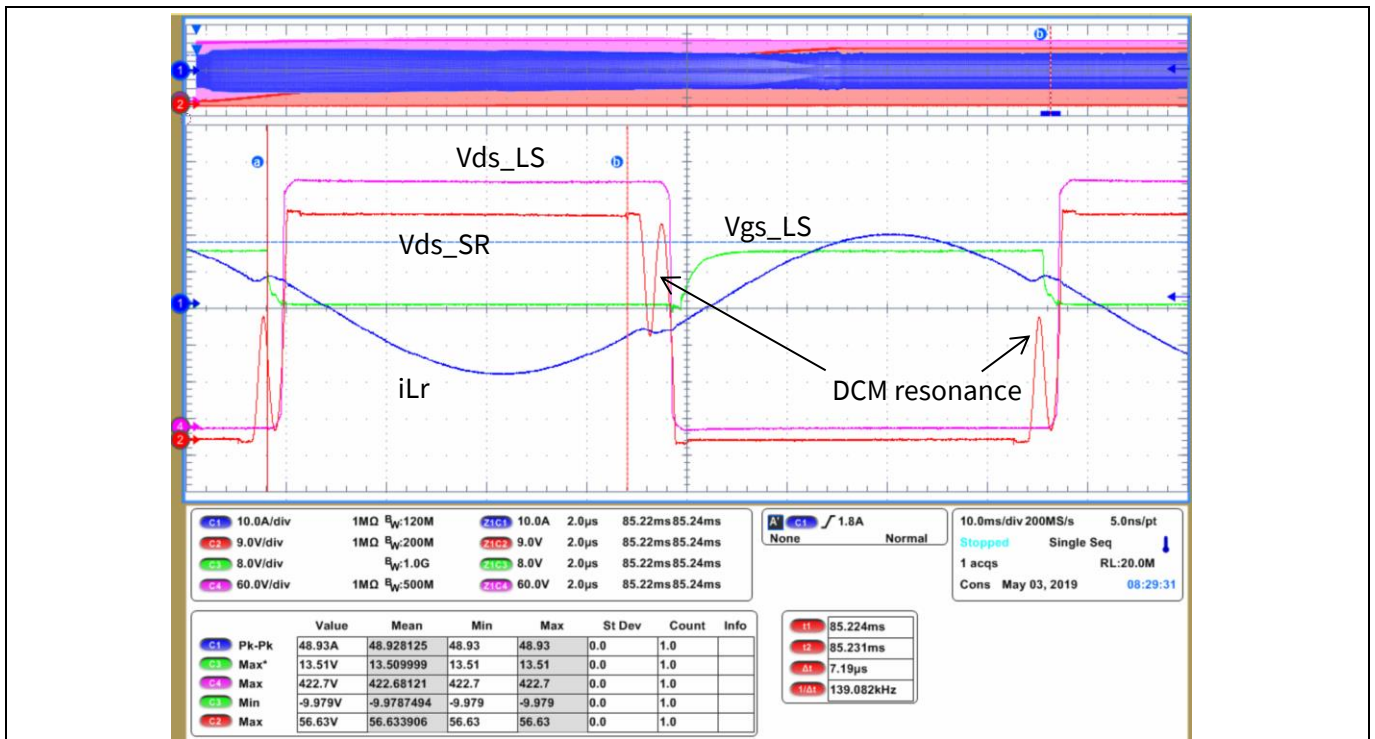 b
1
2
Vds_LS
a
b
Vgs_LS
Vds_SR
1
DCM resonance
iLr
4
2
C1 10.0A/div 1MΩ BW:120M Z1C1 10.0A 2.0µs 85.22ms 85.24ms
C2 9.0V/div 1MΩ BW:200M Z1C2 9.0V 2.0µs 85.22ms 85.24ms
C3 8.0V/div BW:1.0G Z1C3 8.0V 2.0µs 85.22ms 85.24ms
C4 60.0V/div 1MΩ BW:500M Z1C4 60.0V 2.0µs 85.22ms 85.24ms
A' C1 1.8A
None Normal
10.0ms/div 200MS/s 5.0ns/pt
Stopped Single Seq
1 acqs RL:20.0M
Cons May 03, 2019 08:29:31
Value Mean Min Max St Dev Count Info
C1 Pk-Pk 48.93A 48.928125 48.93 48.93 0.0 1.0
C3 Max* 13.51V 13.509999 13.51 13.51 0.0 1.0
C4 Max 422.7V 422.68121 422.7 422.7 0.0 1.0
C3 Min -9.979V -9.9787494 -9.979 -9.979 0.0 1.0
C2 Max 56.63V 56.633906 56.63 56.63 0.0 1.0
t1 85.224ms
t2 85.231ms
Δt 7.19µs
1/Δt 139.082kHz